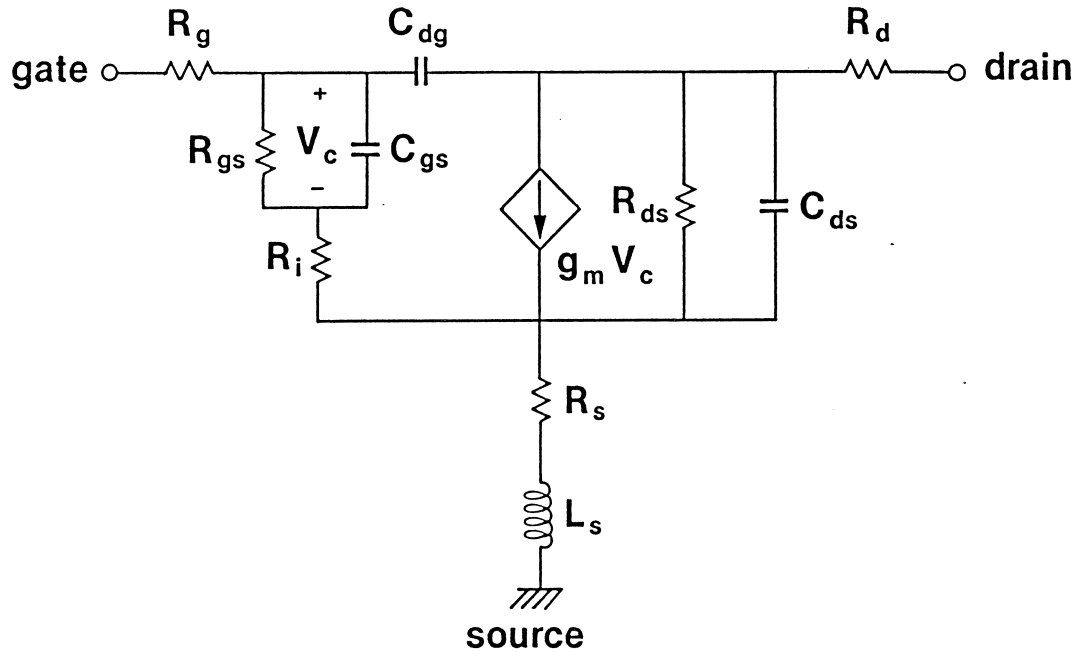 R_g
C_dg
R_d
gate
drain
+
R_gs
V_c
C_gs
−
R_ds
C_ds
R_i
g_m V_c
R_s
L_s
source